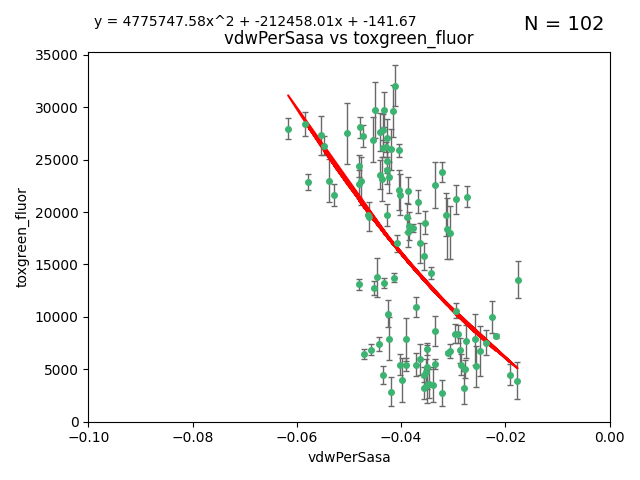 y = 4775747.58x^2 + -212458.01x + -141.67
N = 102
vdwPerSasa vs toxgreen_fluor
35000
30000
25000
20000
15000
10000
5000
0
toxgreen_fluor
−0.10 −0.08 −0.06 −0.04 −0.02 0.00
vdwPerSasa